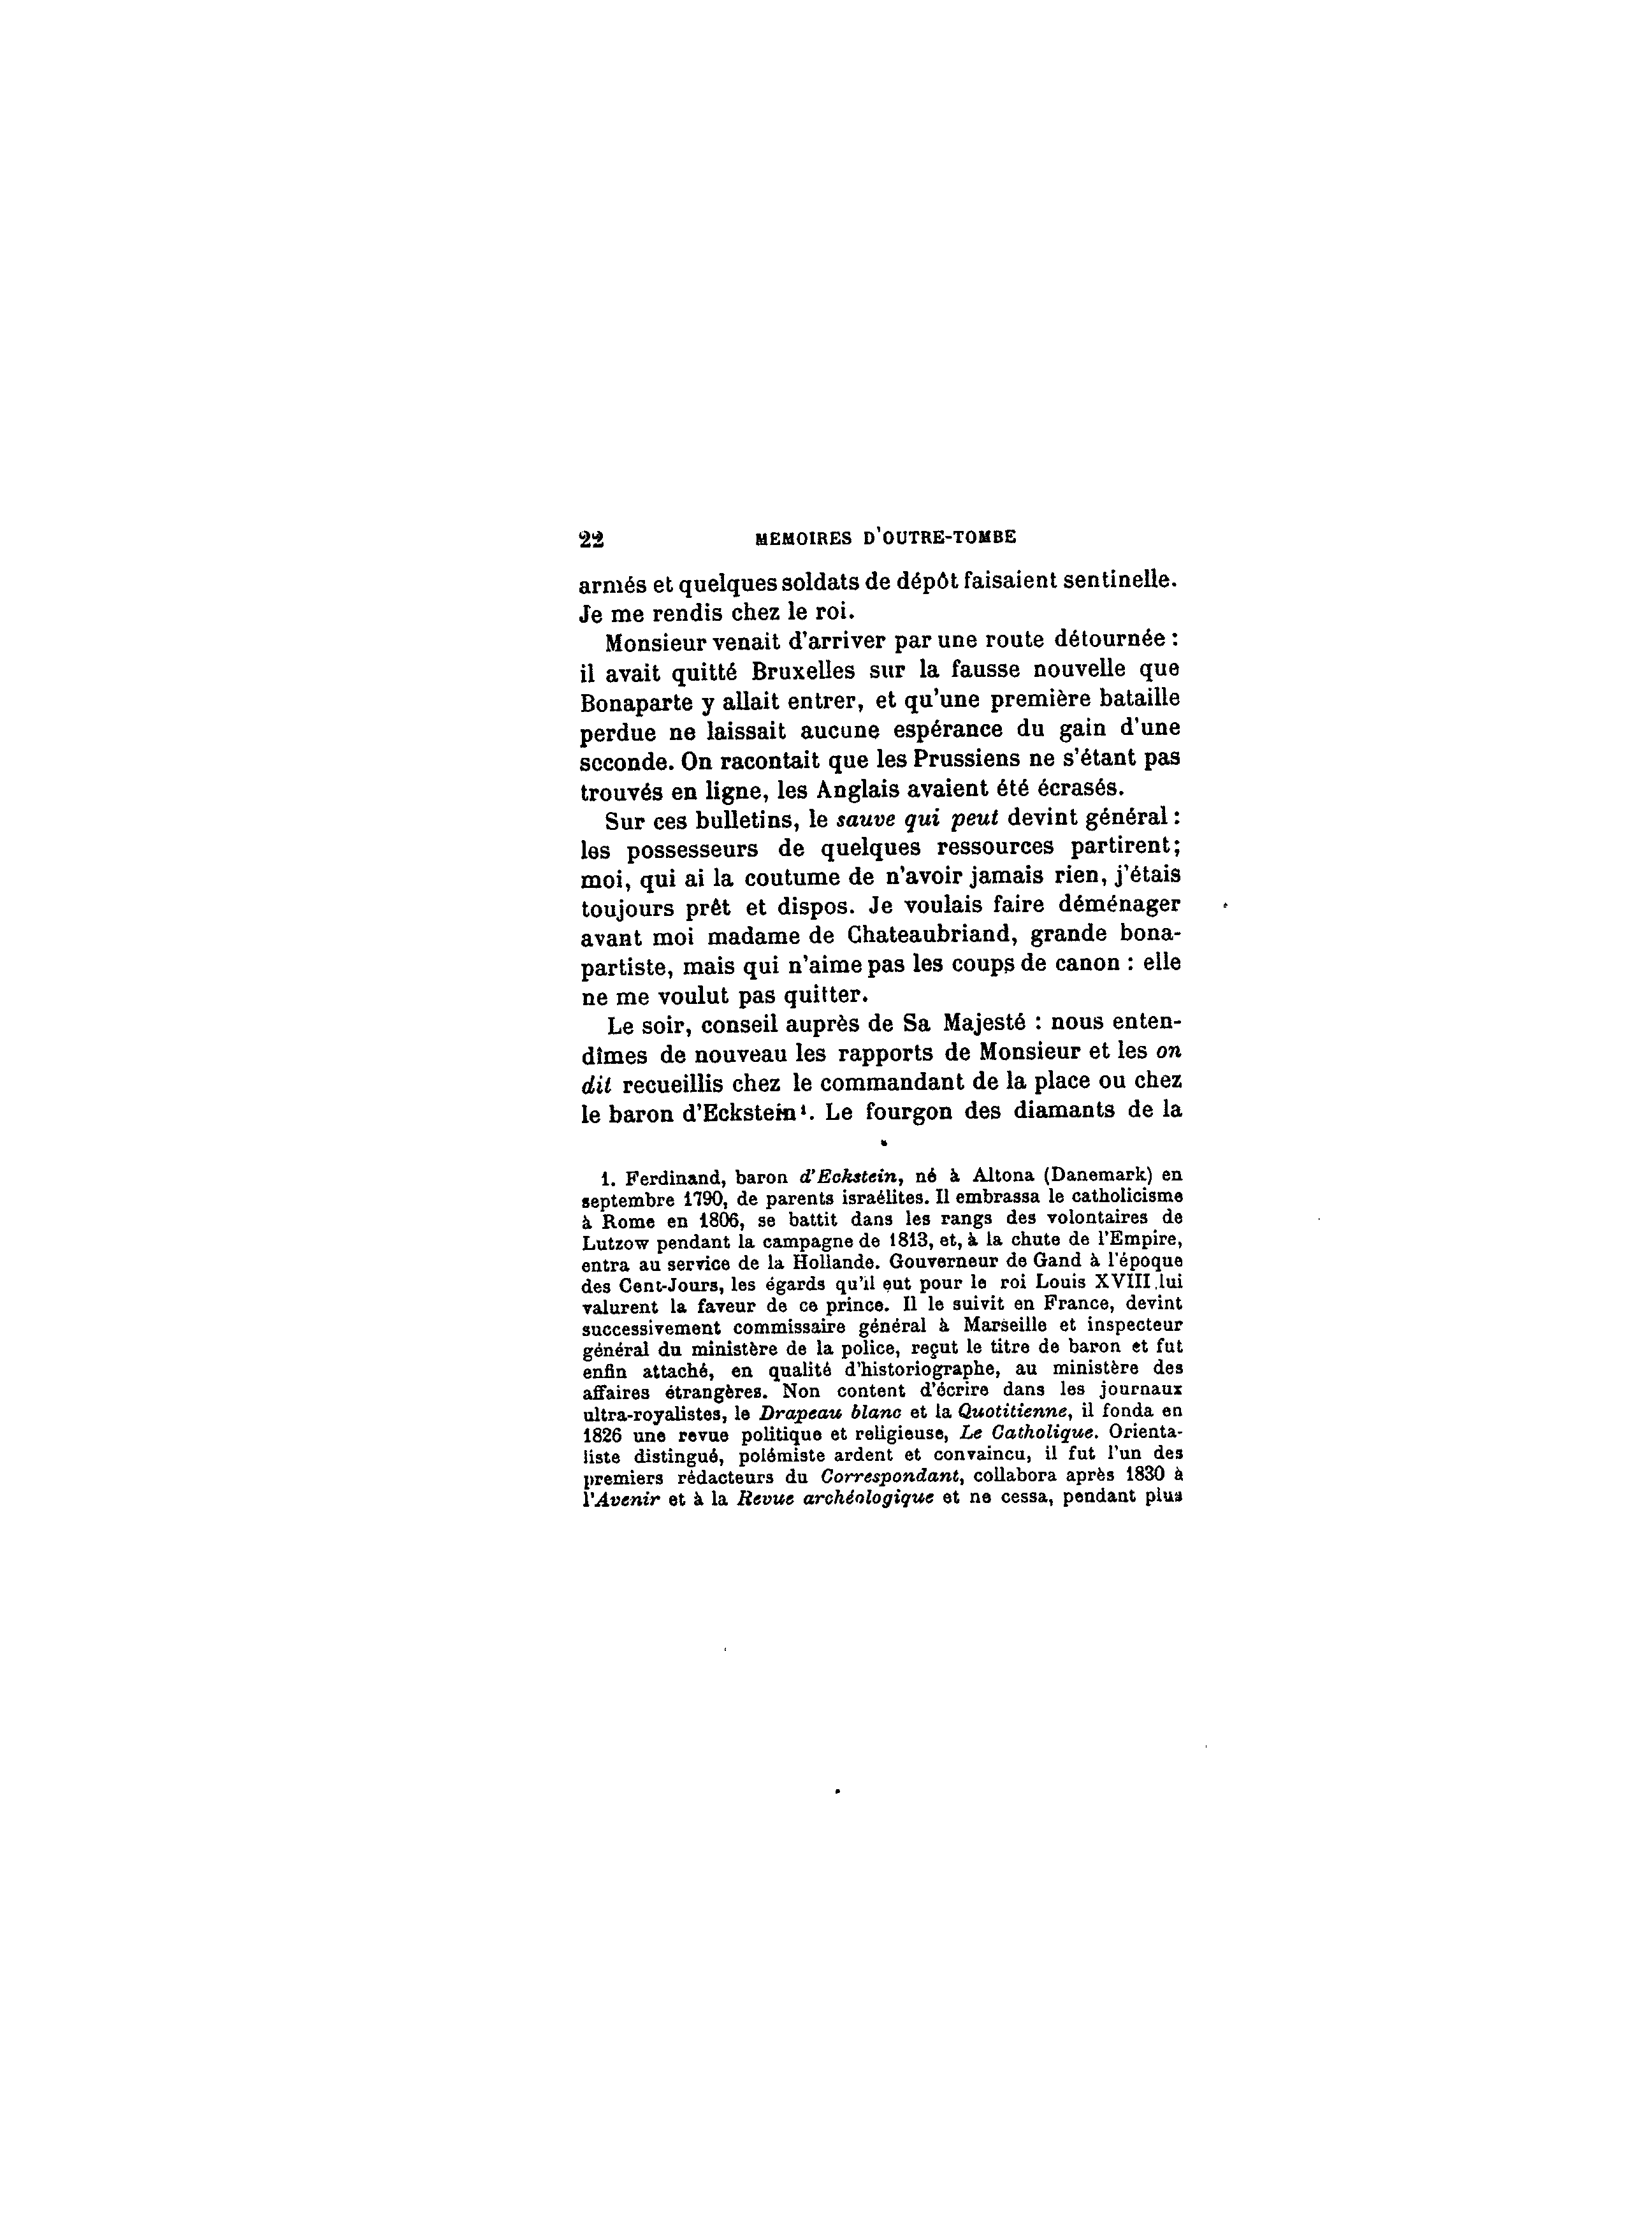 22 MEMOIRES D'OUTRE-TOMBE
armés et quelques soldats de dépôt faisaient sentinelle.
Je me rendis chez le roi.
Monsieur venait d'arriver par une route détournée :
il avait quitté Bruxelles sur la fausse nouvelle que
Bonaparte y allait entrer, et qu'une première bataille
perdue ne laissait aucune espérance du gain d'une
seconde. On racontait que les Prussiens ne s'étant pas
trouvés en ligne, les Anglais avaient été écrasés.
Sur ces bulletins, le sauve qui peut devint général :
les possesseurs de quelques ressources partirent;
moi, qui ai la coutume de n'avoir jamais rien, j'étais
toujours prêt et dispos. Je voulais faire déménager
avant moi madame de Chateaubriand, grande bona-
partiste, mais qui n'aime pas les coups de canon : elle
ne me voulut pas quitter.
Le soir, conseil auprès de Sa Majesté : nous enten-
dîmes de nouveau les rapports de Monsieur et les on
dit recueillis chez le commandant de la place ou chez
le baron d'Eckstein¹. Le fourgon des diamants de la
1. Ferdinand, baron d'Eckstein, né à Altona (Danemark) en
septembre 1790, de parents israélites. Il embrassa le catholicisme
à Rome en 1806, se battit dans les rangs des volontaires de
Lutzow pendant la campagne de 1813, et, à la chute de l'Empire,
entra au service de la Hollande. Gouverneur de Gand à l'époque
des Cent-Jours, les égards qu'il eut pour le roi Louis XVIII lui
valurent la faveur de ce prince. Il le suivit en France, devint
successivement commissaire général à Marseille et inspecteur
général du ministère de la police, reçut le titre de baron et fut
enfin attaché, en qualité d'historiographe, au ministère des
affaires étrangères. Non content d'écrire dans les journaux
ultra-royalistes, le Drapeau blanc et la Quotitienne, il fonda en
1826 une revue politique et religieuse, Le Catholique. Orienta-
liste distingué, polémiste ardent et convaincu, il fut l'un des
premiers rédacteurs du Correspondant, collabora après 1830 à
l'Avenir et à la Revue archéologique et ne cessa, pendant plus